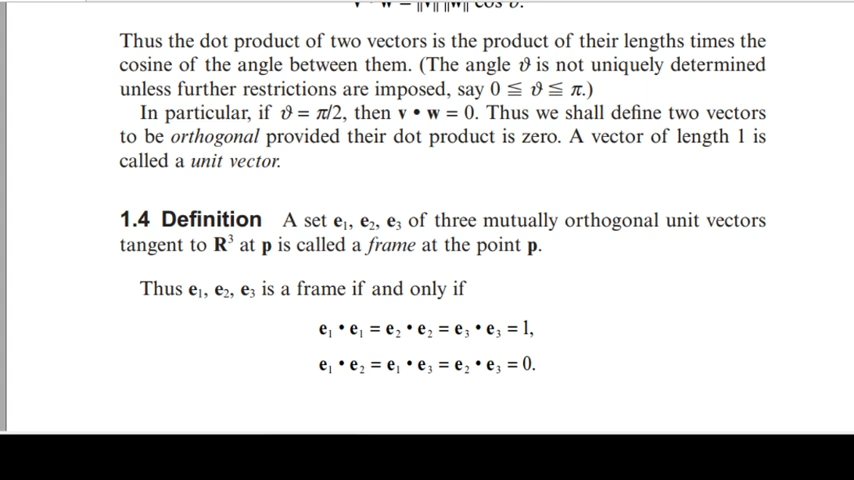 Thus the dot product of two vectors is the product of their lengths times the
cosine of the angle between them. (The angle ϑ is not uniquely determined
unless further restrictions are imposed, say 0 ≦ ϑ ≦ π.)
In particular, if ϑ = π/2, then v • w = 0. Thus we shall define two vectors
to be orthogonal provided their dot product is zero. A vector of length 1 is
called a unit vector.
1.4 Definition A set e₁, e₂, e₃ of three mutually orthogonal unit vectors
tangent to R³ at p is called a frame at the point p.
Thus e₁, e₂, e₃ is a frame if and only if
e₁ • e₁ = e₂ • e₂ = e₃ • e₃ = 1,
e₁ • e₂ = e₁ • e₃ = e₂ • e₃ = 0.